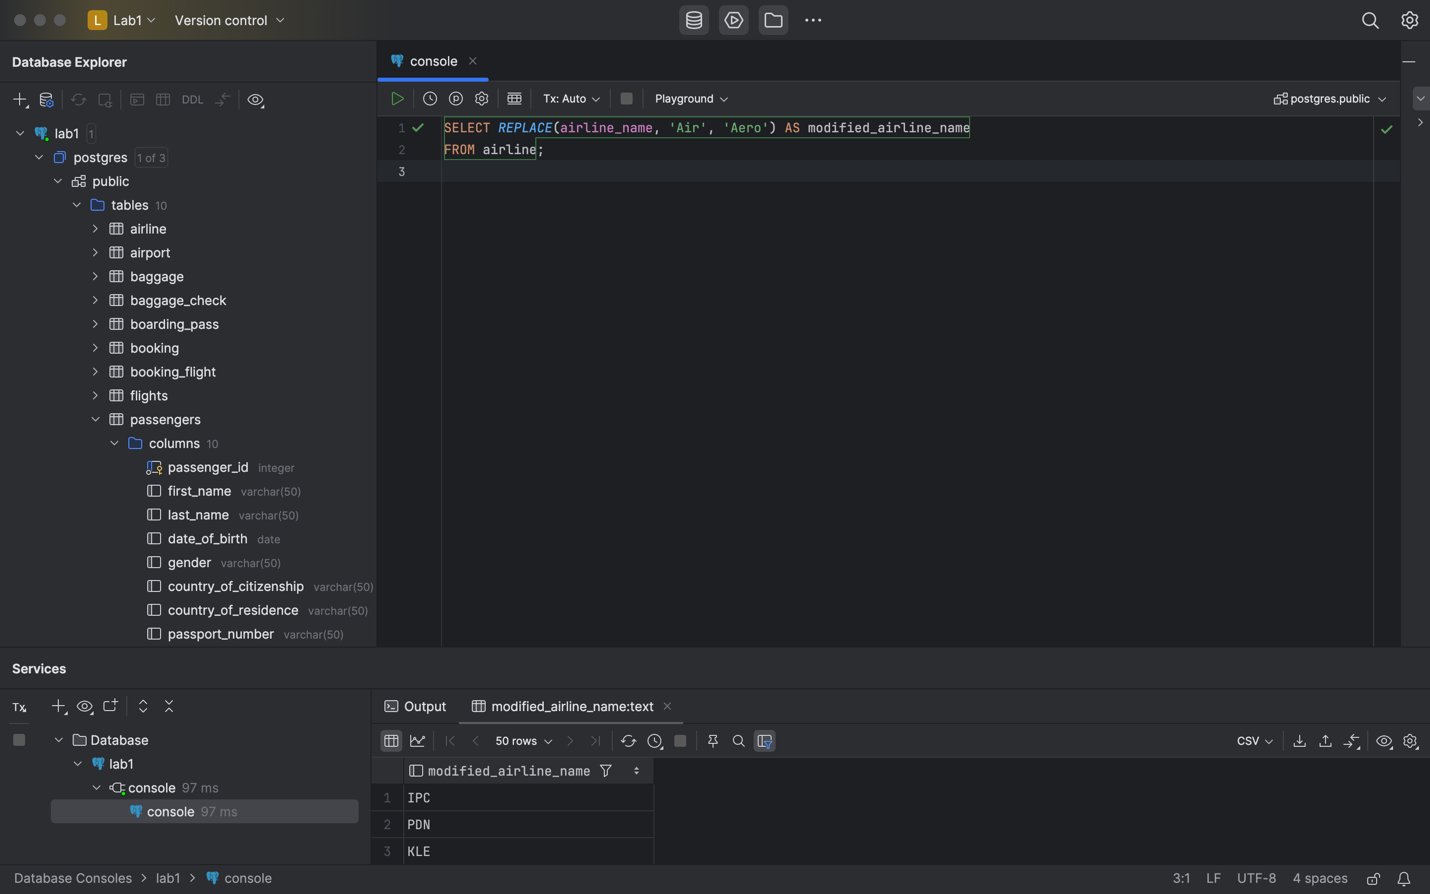 L Lab1 Version control
Database Explorer
console
DDL
Tx: Auto Playground postgres.public
lab1 1
postgres 1 of 3
public
tables 10
airline
airport
baggage
baggage_check
boarding_pass
booking
booking_flight
flights
passengers
columns 10
passenger_id integer
first_name varchar(50)
last_name varchar(50)
date_of_birth date
gender varchar(50)
country_of_citizenship varchar(50)
country_of_residence varchar(50)
passport_number varchar(50)
1 SELECT REPLACE(airline_name, 'Air', 'Aero') AS modified_airline_name
2 FROM airline;
3
Services
Tx
Database
lab1
console 97 ms
console 97 ms
Output modified_airline_name:text
50 rows CSV
modified_airline_name
1 IPC
2 PDN
3 KLE
Database Consoles lab1 console
3:1 LF UTF-8 4 spaces